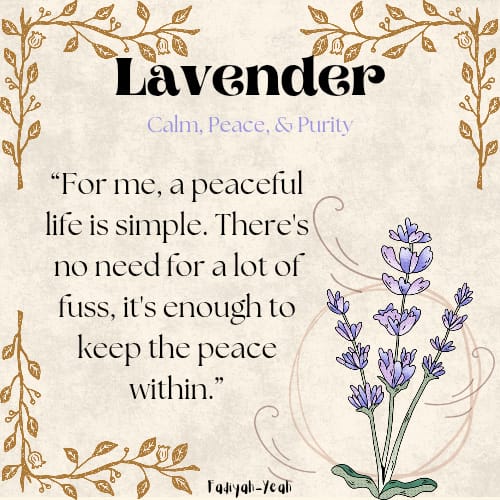 Lavender
Calm, Peace, & Purity
“For me, a peaceful
life is simple. There's
no need for a lot of
fuss, it's enough to
keep the peace
within.”
Fadiyah-Yeah